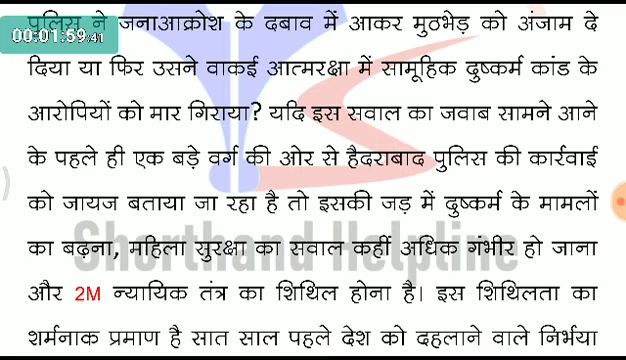 पुलिस ने जनाआक्रोश के दबाव में आकर मुठभेड़ को अंजाम दे
00:01:59:41
दिया या फिर उसने वाकई आत्मरक्षा में सामूहिक दुष्कर्म कांड के
आरोपियों को मार गिराया? यदि इस सवाल का जवाब सामने आने
के पहले ही एक बड़े वर्ग की ओर से हैदराबाद पुलिस की कार्रवाई
को जायज बताया जा रहा है तो इसकी जड़ में दुष्कर्म के मामलों
का बढ़ना, महिला सुरक्षा का सवाल कहीं अधिक गंभीर हो जाना
Shorthand Helpline
और 2M न्यायिक तंत्र का शिथिल होना है। इस शिथिलता का
शर्मनाक प्रमाण है सात साल पहले देश को दहलाने वाले निर्भया